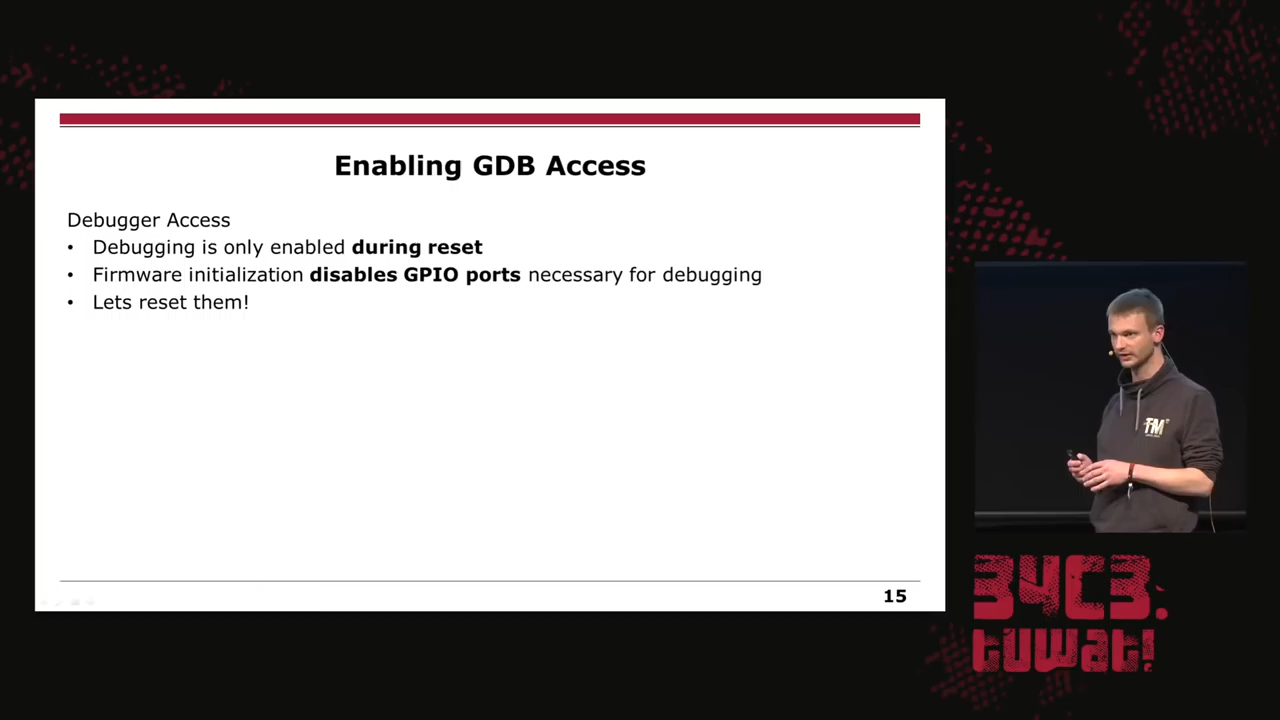 Enabling GDB Access
Debugger Access
• Debugging is only enabled during reset
• Firmware initialization disables GPIO ports necessary for debugging
• Lets reset them!
15
TM
34C3.
tuwat!